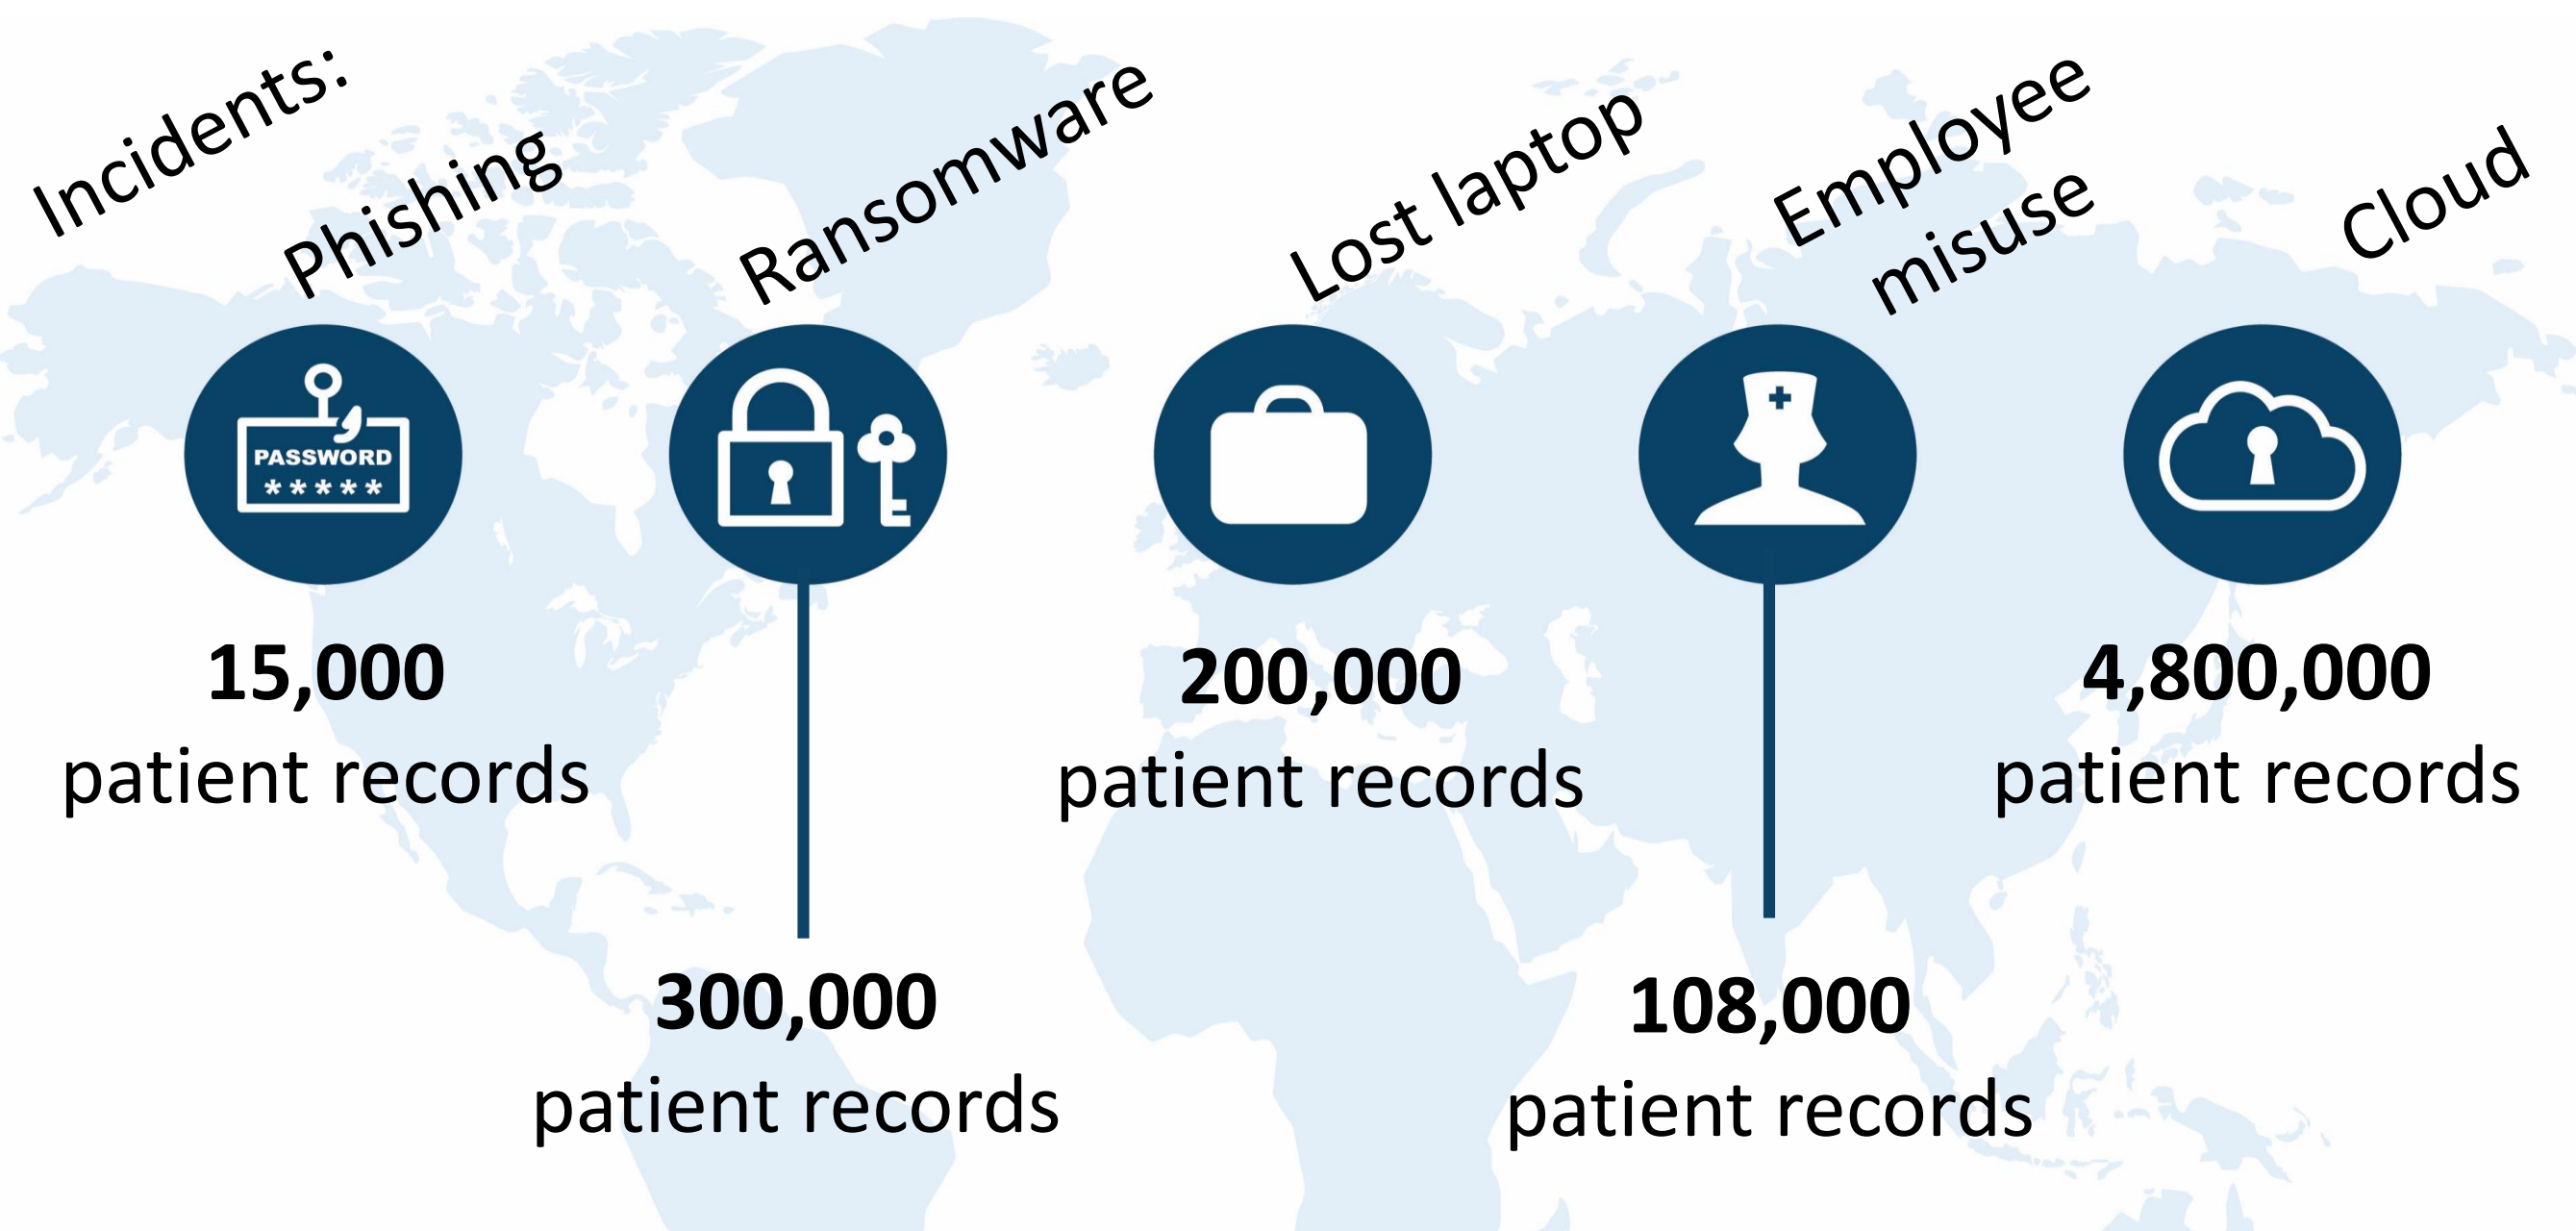 Incidents:
Phishing
Ransomware
Lost laptop
Employee
misuse
Cloud
PASSWORD
*****
15,000
patient records
300,000
patient records
200,000
patient records
108,000
patient records
4,800,000
patient records